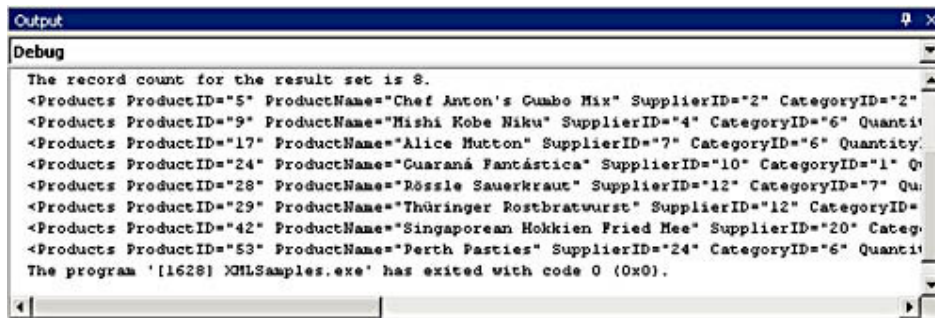 Output
Debug
The record count for the result set is 8.
<Products ProductID="5" ProductName="Chef Anton's Gumbo Mix" SupplierID="2" CategoryID="2"
<Products ProductID="9" ProductName="Mishi Kobe Niku" SupplierID="4" CategoryID="6" Quanti
<Products ProductID="17" ProductName="Alice Mutton" SupplierID="7" CategoryID="6" Quantity
<Products ProductID="24" ProductName="Guaraná Fantástica" SupplierID="10" CategoryID="1" Q
<Products ProductID="28" ProductName="Rössle Sauerkraut" SupplierID="12" CategoryID="7" Qu
<Products ProductID="29" ProductName="Thüringer Rostbratwurst" SupplierID="12" CategoryID=
<Products ProductID="42" ProductName="Singaporean Hokkien Fried Mee" SupplierID="20" Categ
<Products ProductID="53" ProductName="Perth Pasties" SupplierID="24" CategoryID="6" Quanti
The program '[1628] XMLSamples.exe' has exited with code 0 (0x0).